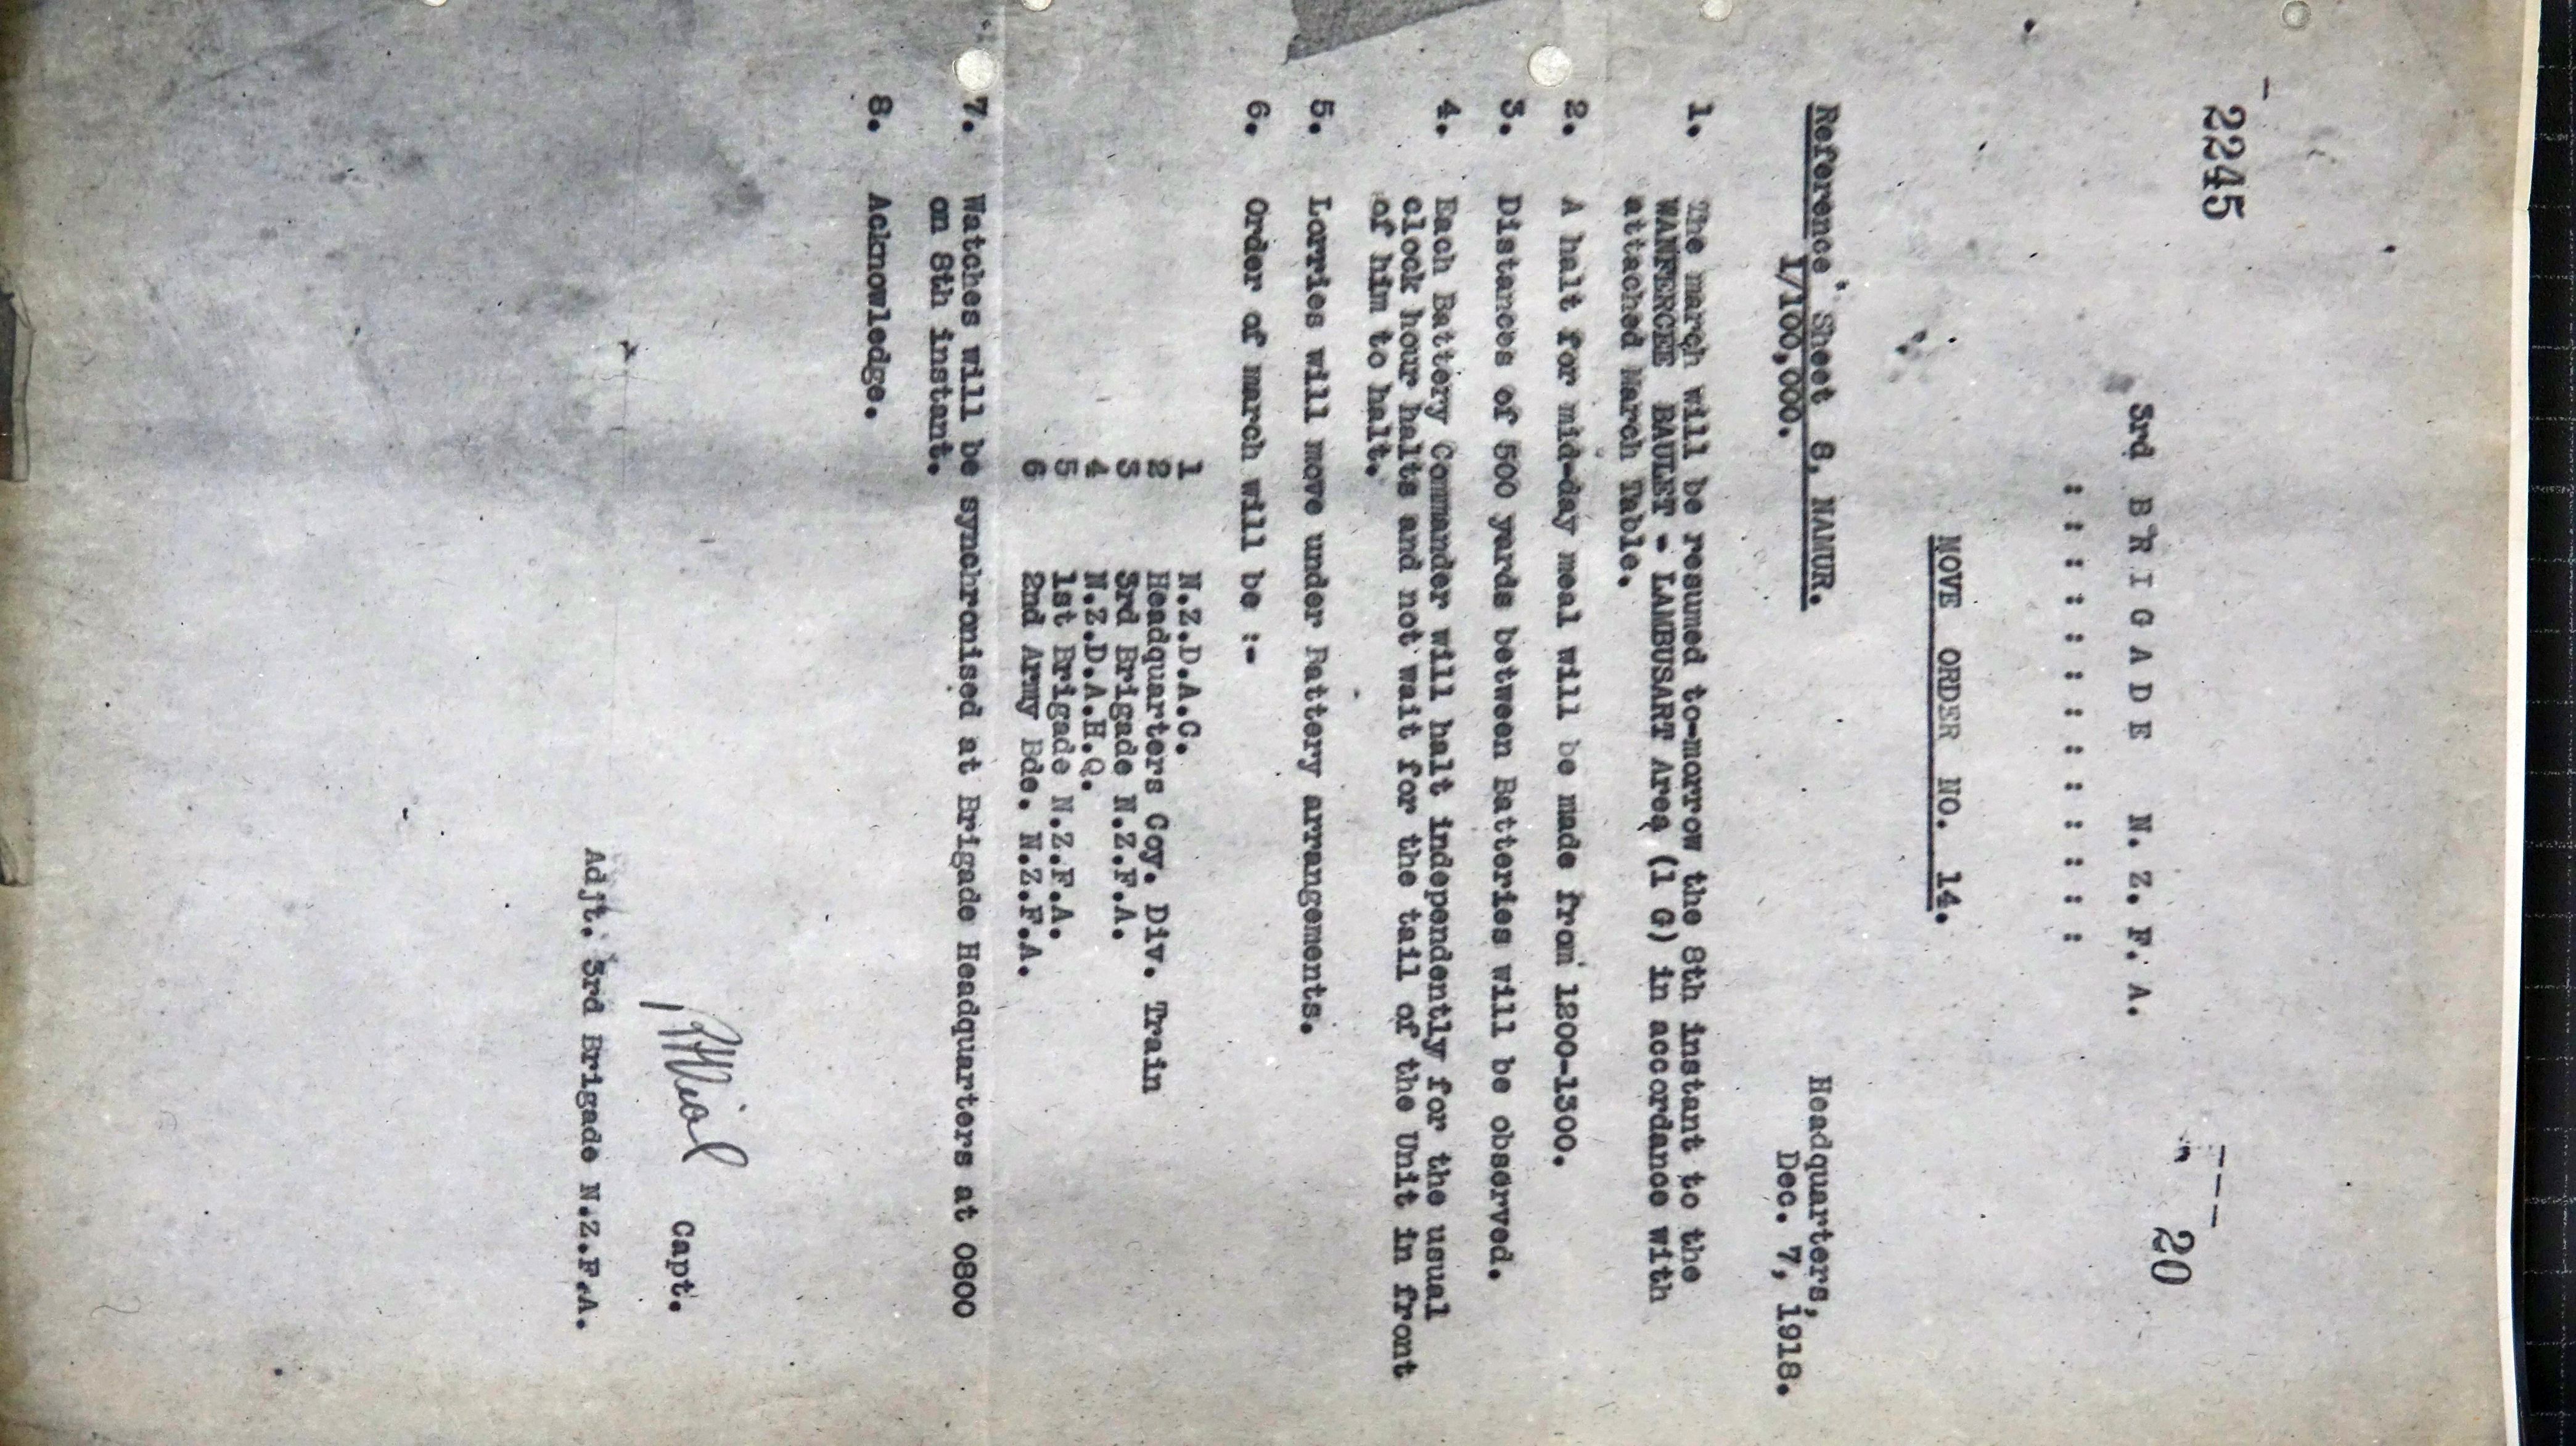 2245
20
3rd BRIGADE N. Z. F. A.
: : : : : : : : : : : : :
MOVE ORDER NO. 14.
Headquarters,
Dec. 7, 1918.
Reference Sheet 8, NAMUR.
1/100,000.
1. The march will be resumed to-morrow the 8th instant to the
WANFERCEE BAULET - LAMBUSART Area (1 G) in accordance with
attached March Table.
2. A halt for mid-day meal will be made from 1200-1300.
3. Distances of 500 yards between Batteries will be observed.
4. Each Battery Commander will halt independently for the usual
clock hour halts and not wait for the tail of the Unit in front
of him to halt.
5. Lorries will move under Battery arrangements.
6. Order of march will be :-
1 N.Z.D.A.C.
2 Headquarters Coy. Div. Train
3 3rd Brigade N.Z.F.A.
4 N.Z.D.A.H.Q.
5 1st Brigade N.Z.F.A.
6 2nd Army Bde. N.Z.F.A.
7. Watches will be synchronised at Brigade Headquarters at 0800
on 8th instant.
8. Acknowledge.
Capt.
Adjt. 3rd Brigade N.Z.F.A.